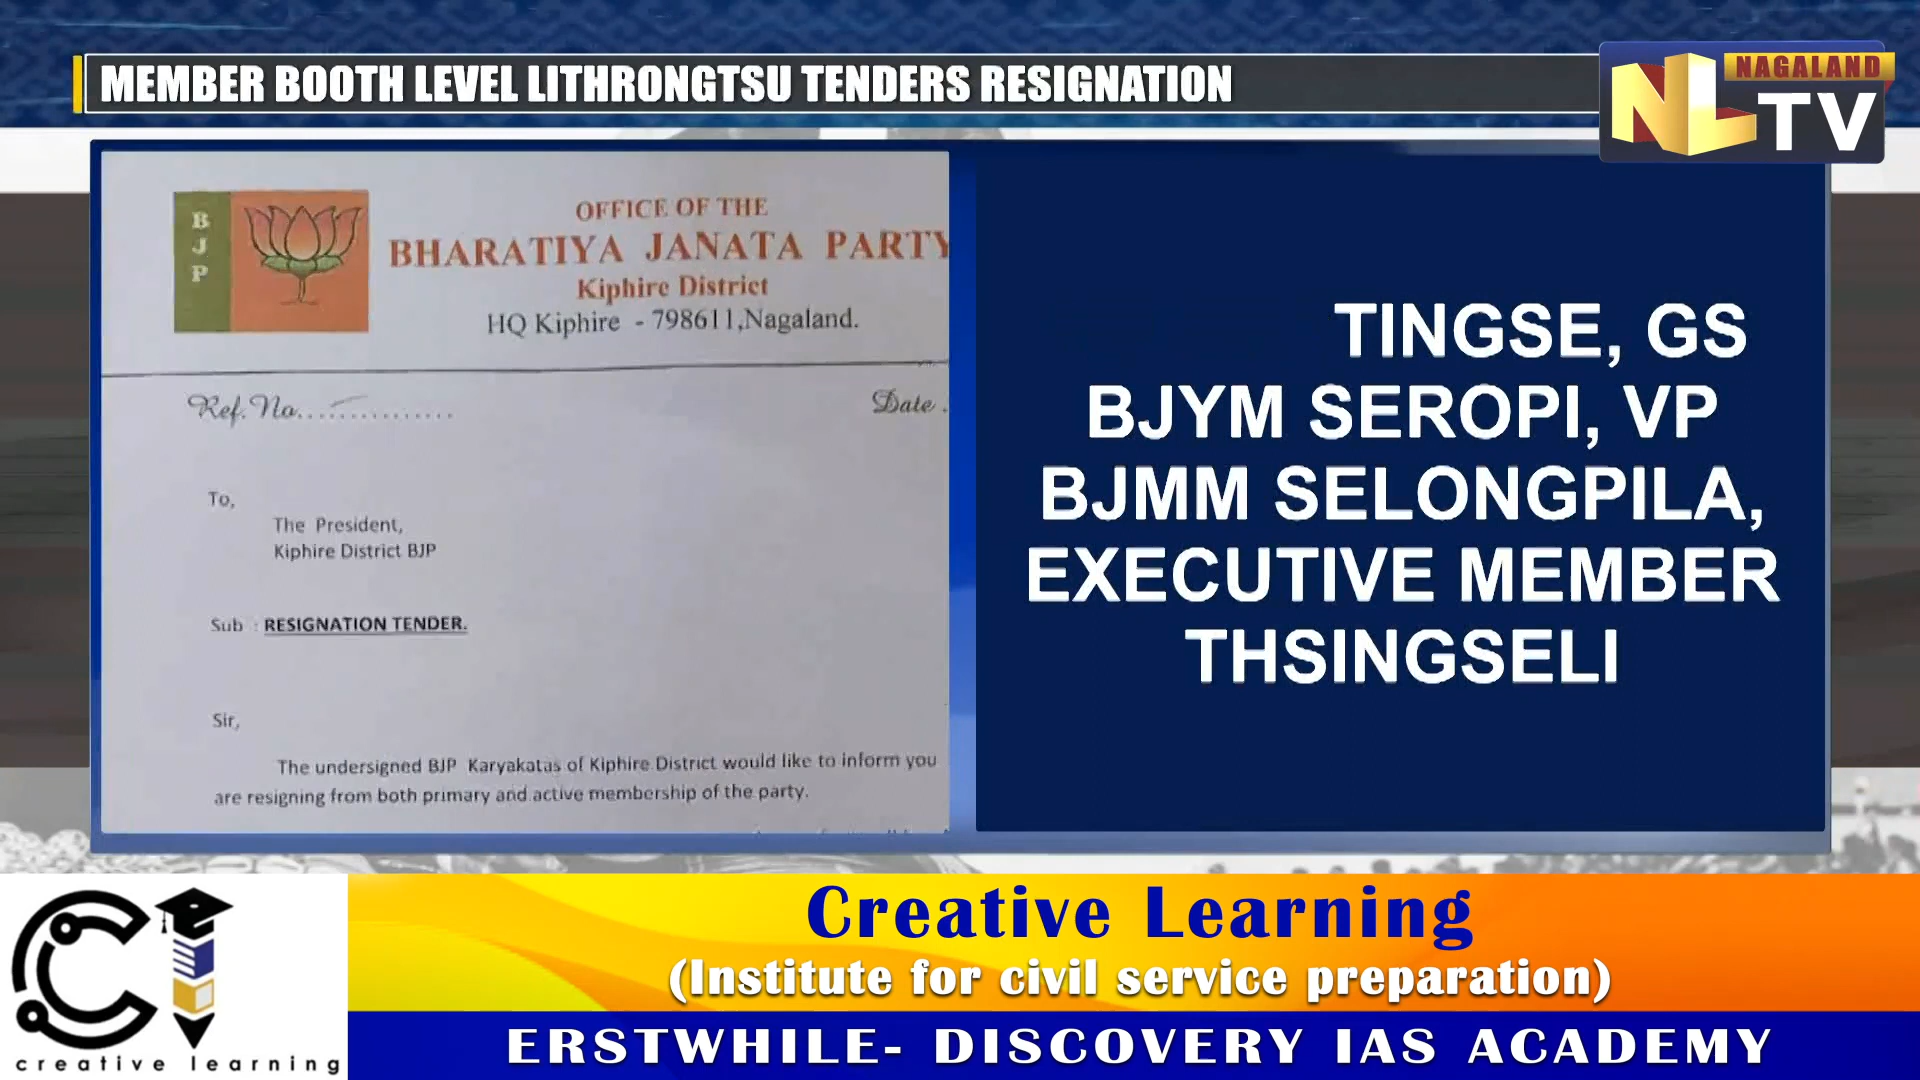 MEMBER BOOTH LEVEL LITHRONGTSU TENDERS RESIGNATION
NAGALAND
NL TV
BJP
OFFICE OF THE
BHARATIYA JANATA PARTY
Kiphire District
HQ Kiphire - 798611,Nagaland.
Ref. No...............
Date .
To,
The President,
Kiphire District BJP
Sub : RESIGNATION TENDER.
Sir,
The undersigned BJP Karyakatas of Kiphire District would like to inform you
are resigning from both primary and active membership of the party.
TINGSE, GS
BJYM SEROPI, VP
BJMM SELONGPILA,
EXECUTIVE MEMBER
THSINGSELI
creative learning
Creative Learning
(Institute for civil service preparation)
ERSTWHILE- DISCOVERY IAS ACADEMY